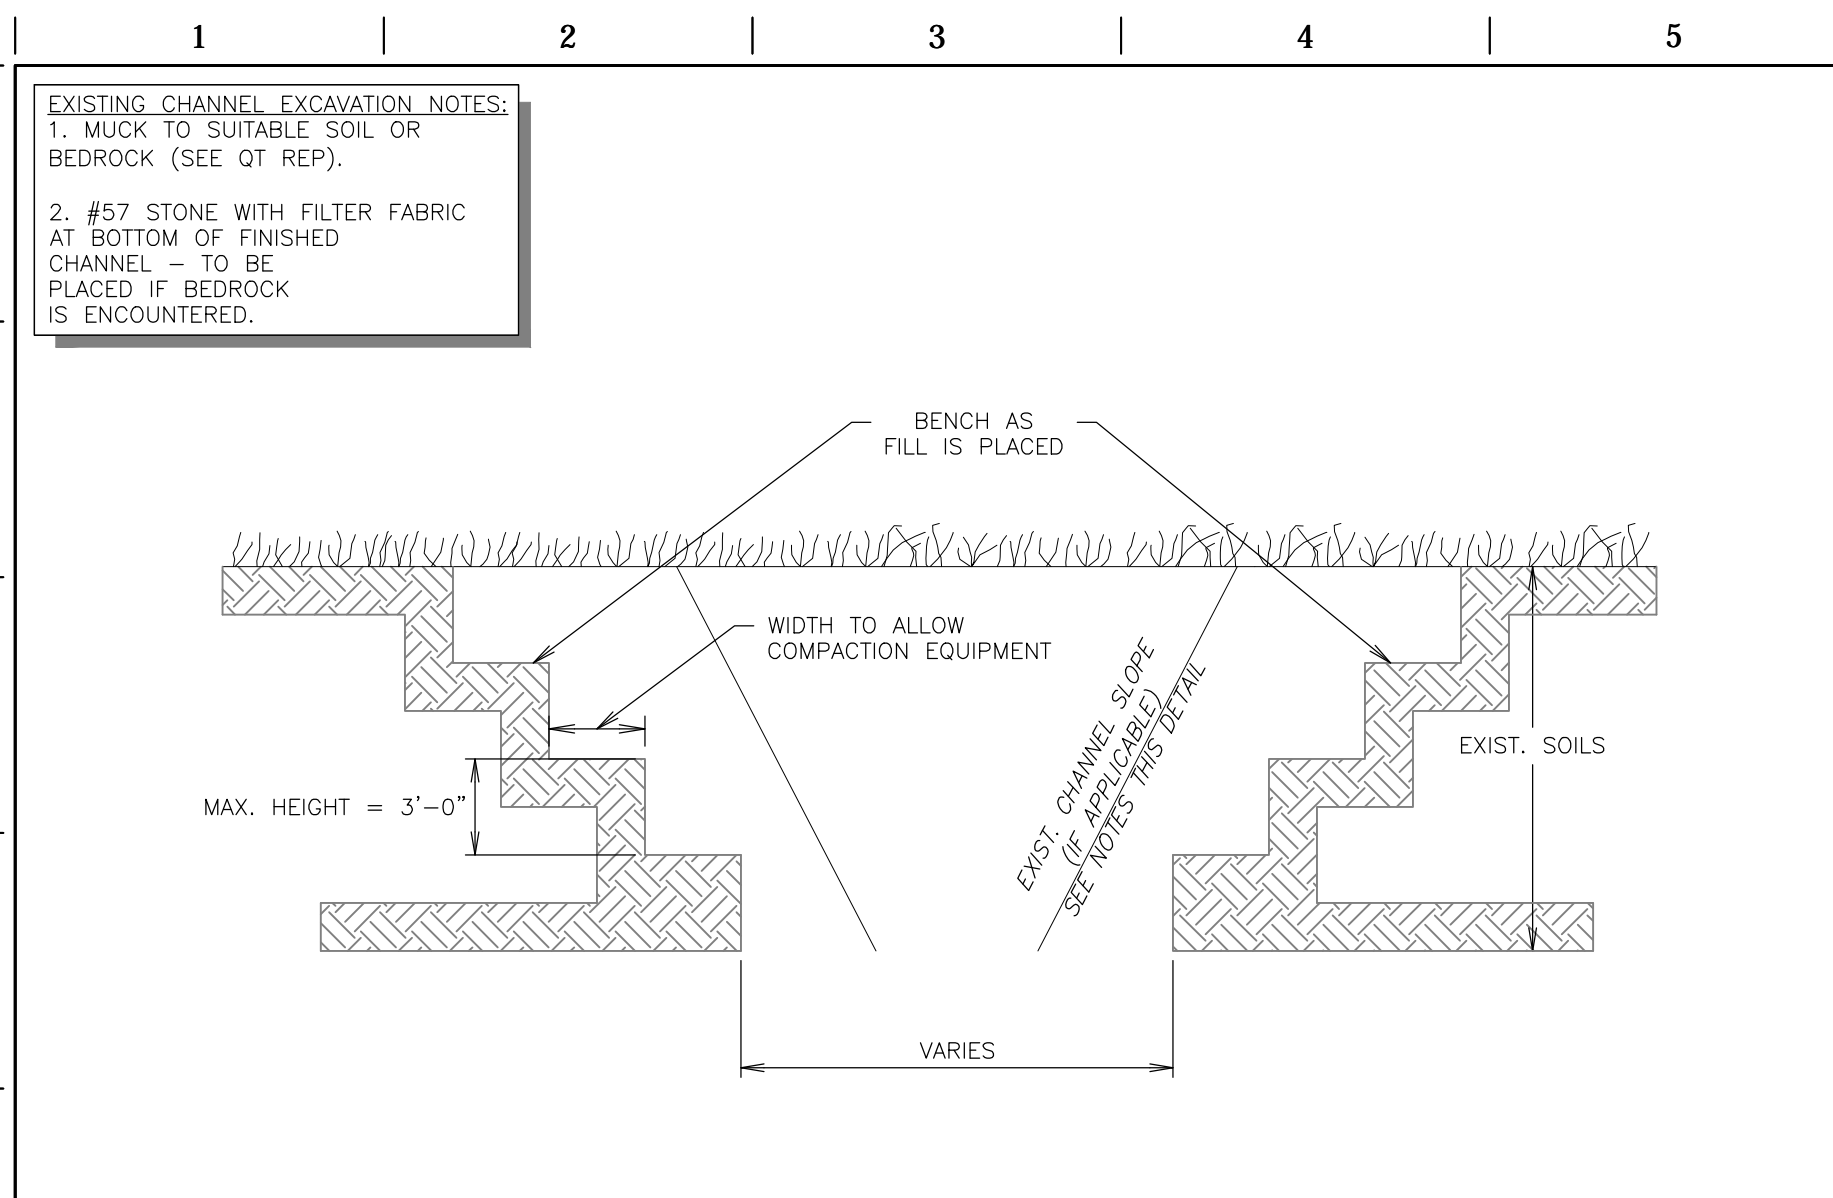 1 2 3 4 5
EXISTING CHANNEL EXCAVATION NOTES:
1. MUCK TO SUITABLE SOIL OR
BEDROCK (SEE QT REP).
2. #57 STONE WITH FILTER FABRIC
AT BOTTOM OF FINISHED
CHANNEL – TO BE
PLACED IF BEDROCK
IS ENCOUNTERED.
BENCH AS
FILL IS PLACED
WIDTH TO ALLOW
COMPACTION EQUIPMENT
EXIST. CHANNEL SLOPE
(IF APPLICABLE)
SEE NOTES THIS DETAIL
EXIST. SOILS
MAX. HEIGHT = 3'–0"
VARIES